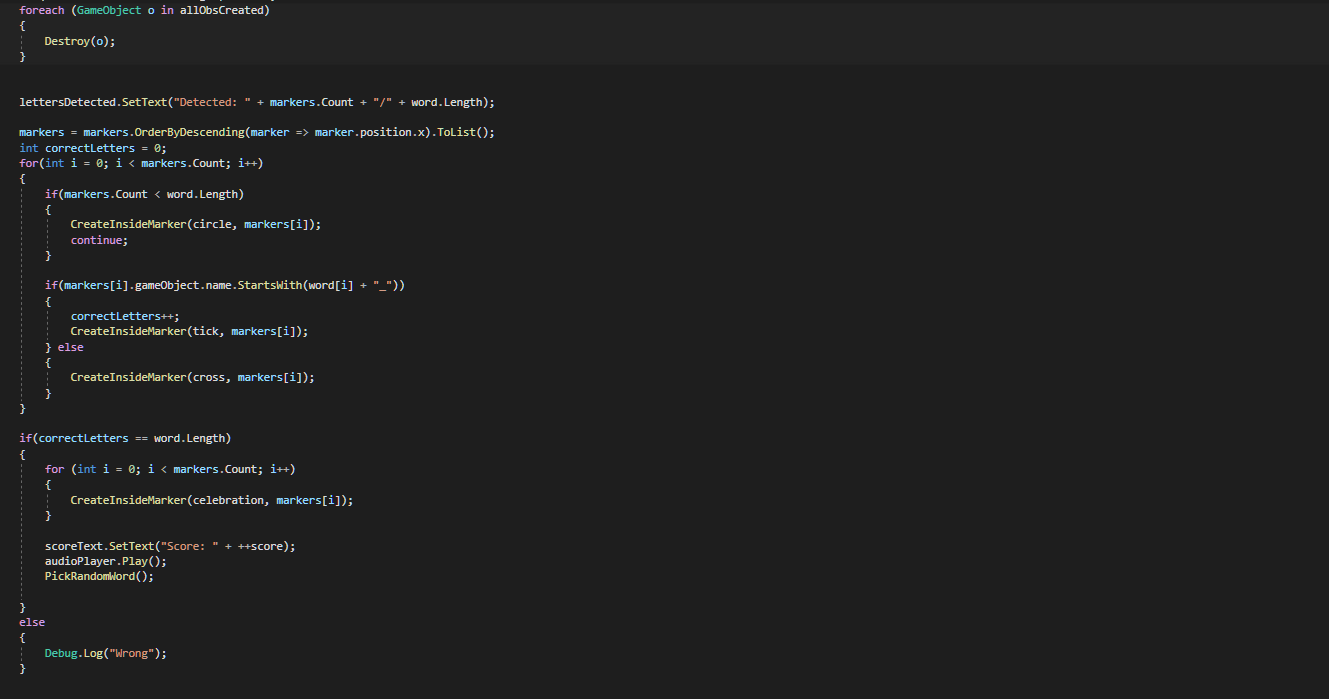 foreach (GameObject o in allObsCreated)
{
    Destroy(o);
}
lettersDetected.SetText("Detected: " + markers.Count + "/" + word.Length);
markers = markers.OrderByDescending(marker => marker.position.x).ToList();
int correctLetters = 0;
for(int i = 0; i < markers.Count; i++)
{
    if(markers.Count < word.Length)
    {
        CreateInsideMarker(circle, markers[i]);
        continue;
    }
    if(markers[i].gameObject.name.StartsWith(word[i] + "_"))
    {
        correctLetters++;
        CreateInsideMarker(tick, markers[i]);
    } else
    {
        CreateInsideMarker(cross, markers[i]);
    }
}
if(correctLetters == word.Length)
{
    for (int i = 0; i < markers.Count; i++)
    {
        CreateInsideMarker(celebration, markers[i]);
    }
    scoreText.SetText("Score: " + ++score);
    audioPlayer.Play();
    PickRandomWord();
}
else
{
    Debug.Log("Wrong");
}